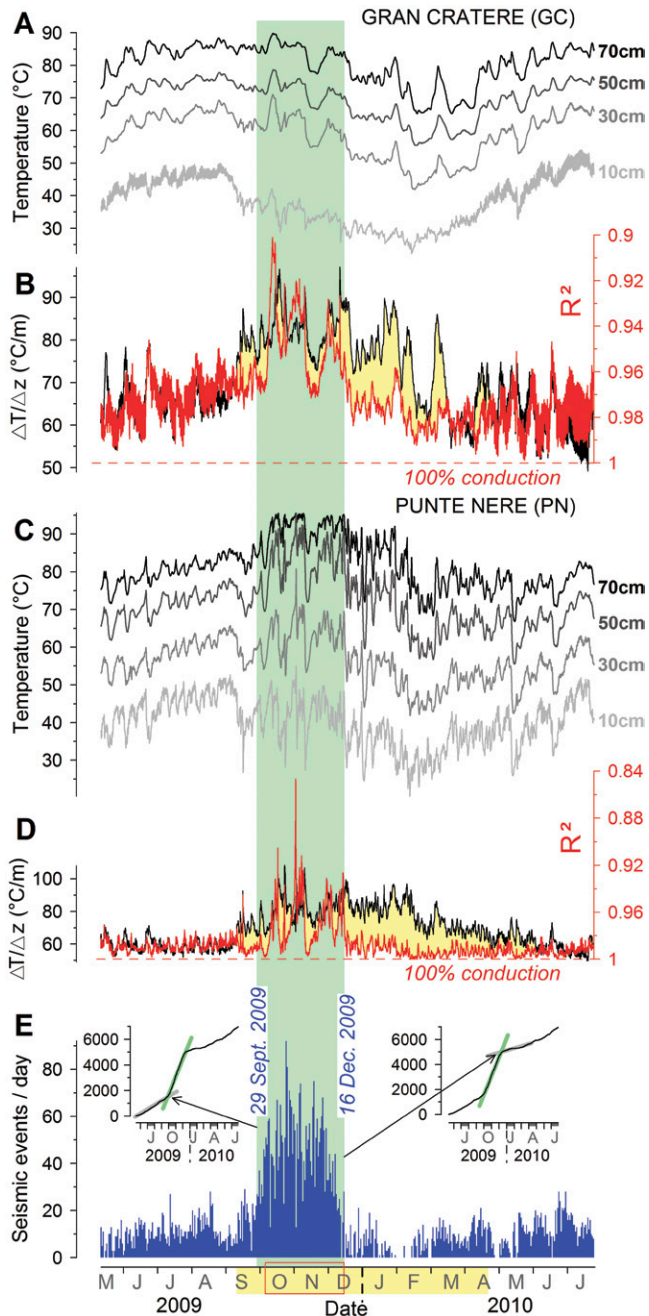 A
GRAN CRATERE (GC)
Temperature (°C)
90
80
70
60
50
40
30
70cm
50cm
30cm
10cm
B
ΔT/Δz (°C/m)
90
80
70
60
50
R²
0.9
0.92
0.94
0.96
0.98
1
100% conduction
PUNTE NERE (PN)
C
Temperature (°C)
90
80
70
60
50
40
30
70cm
50cm
30cm
10cm
D
ΔT/Δz (°C/m)
100
80
60
R²
0.84
0.88
0.92
0.96
1
100% conduction
E
Seismic events / day
80
60
40
20
0
29 Sept. 2009
16 Dec. 2009
6000
4000
2000
0
J O J A J
2009 2010
6000
4000
2000
0
J O J A J
2009 2010
M J J A S O N D J F M A M J J
2009 Date 2010